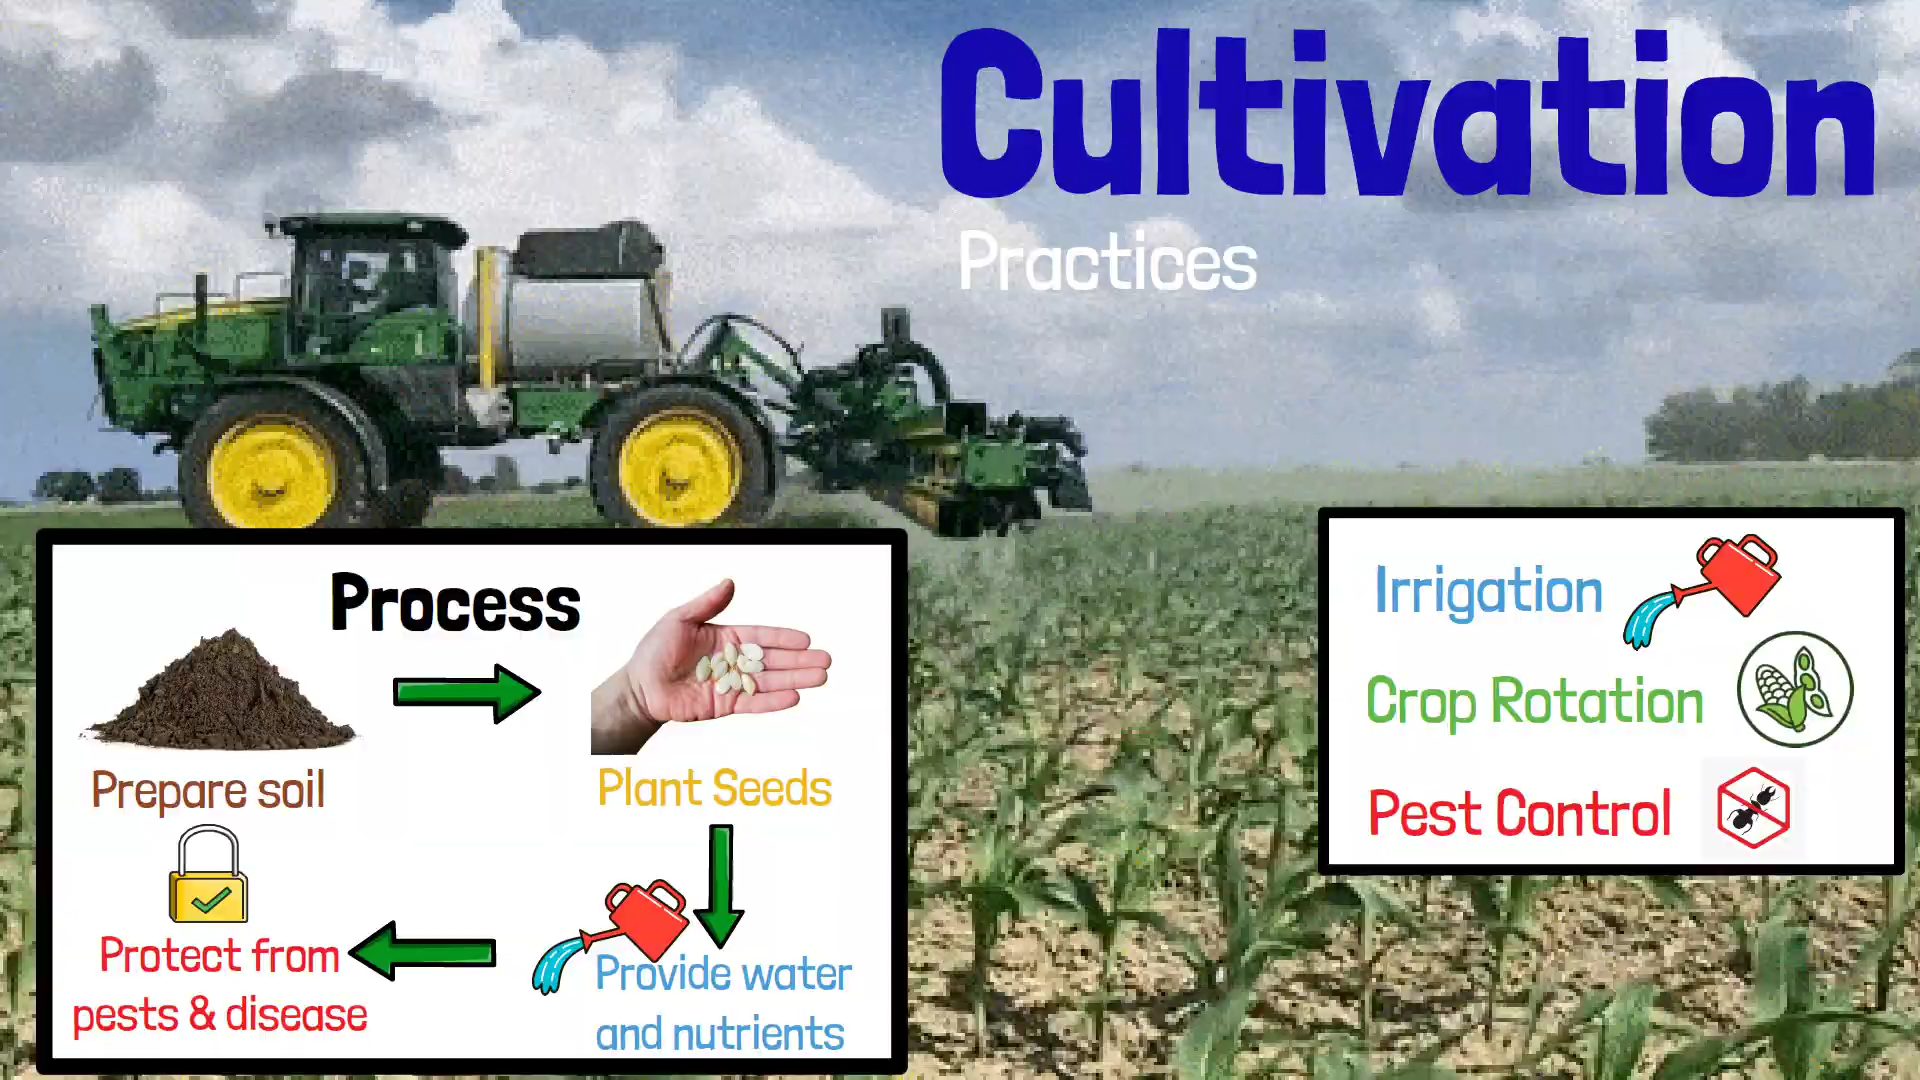 Cultivation
Practices
Process
Prepare soil
Plant Seeds
Provide water
and nutrients
Protect from
pests & disease
Irrigation
Crop Rotation
Pest Control